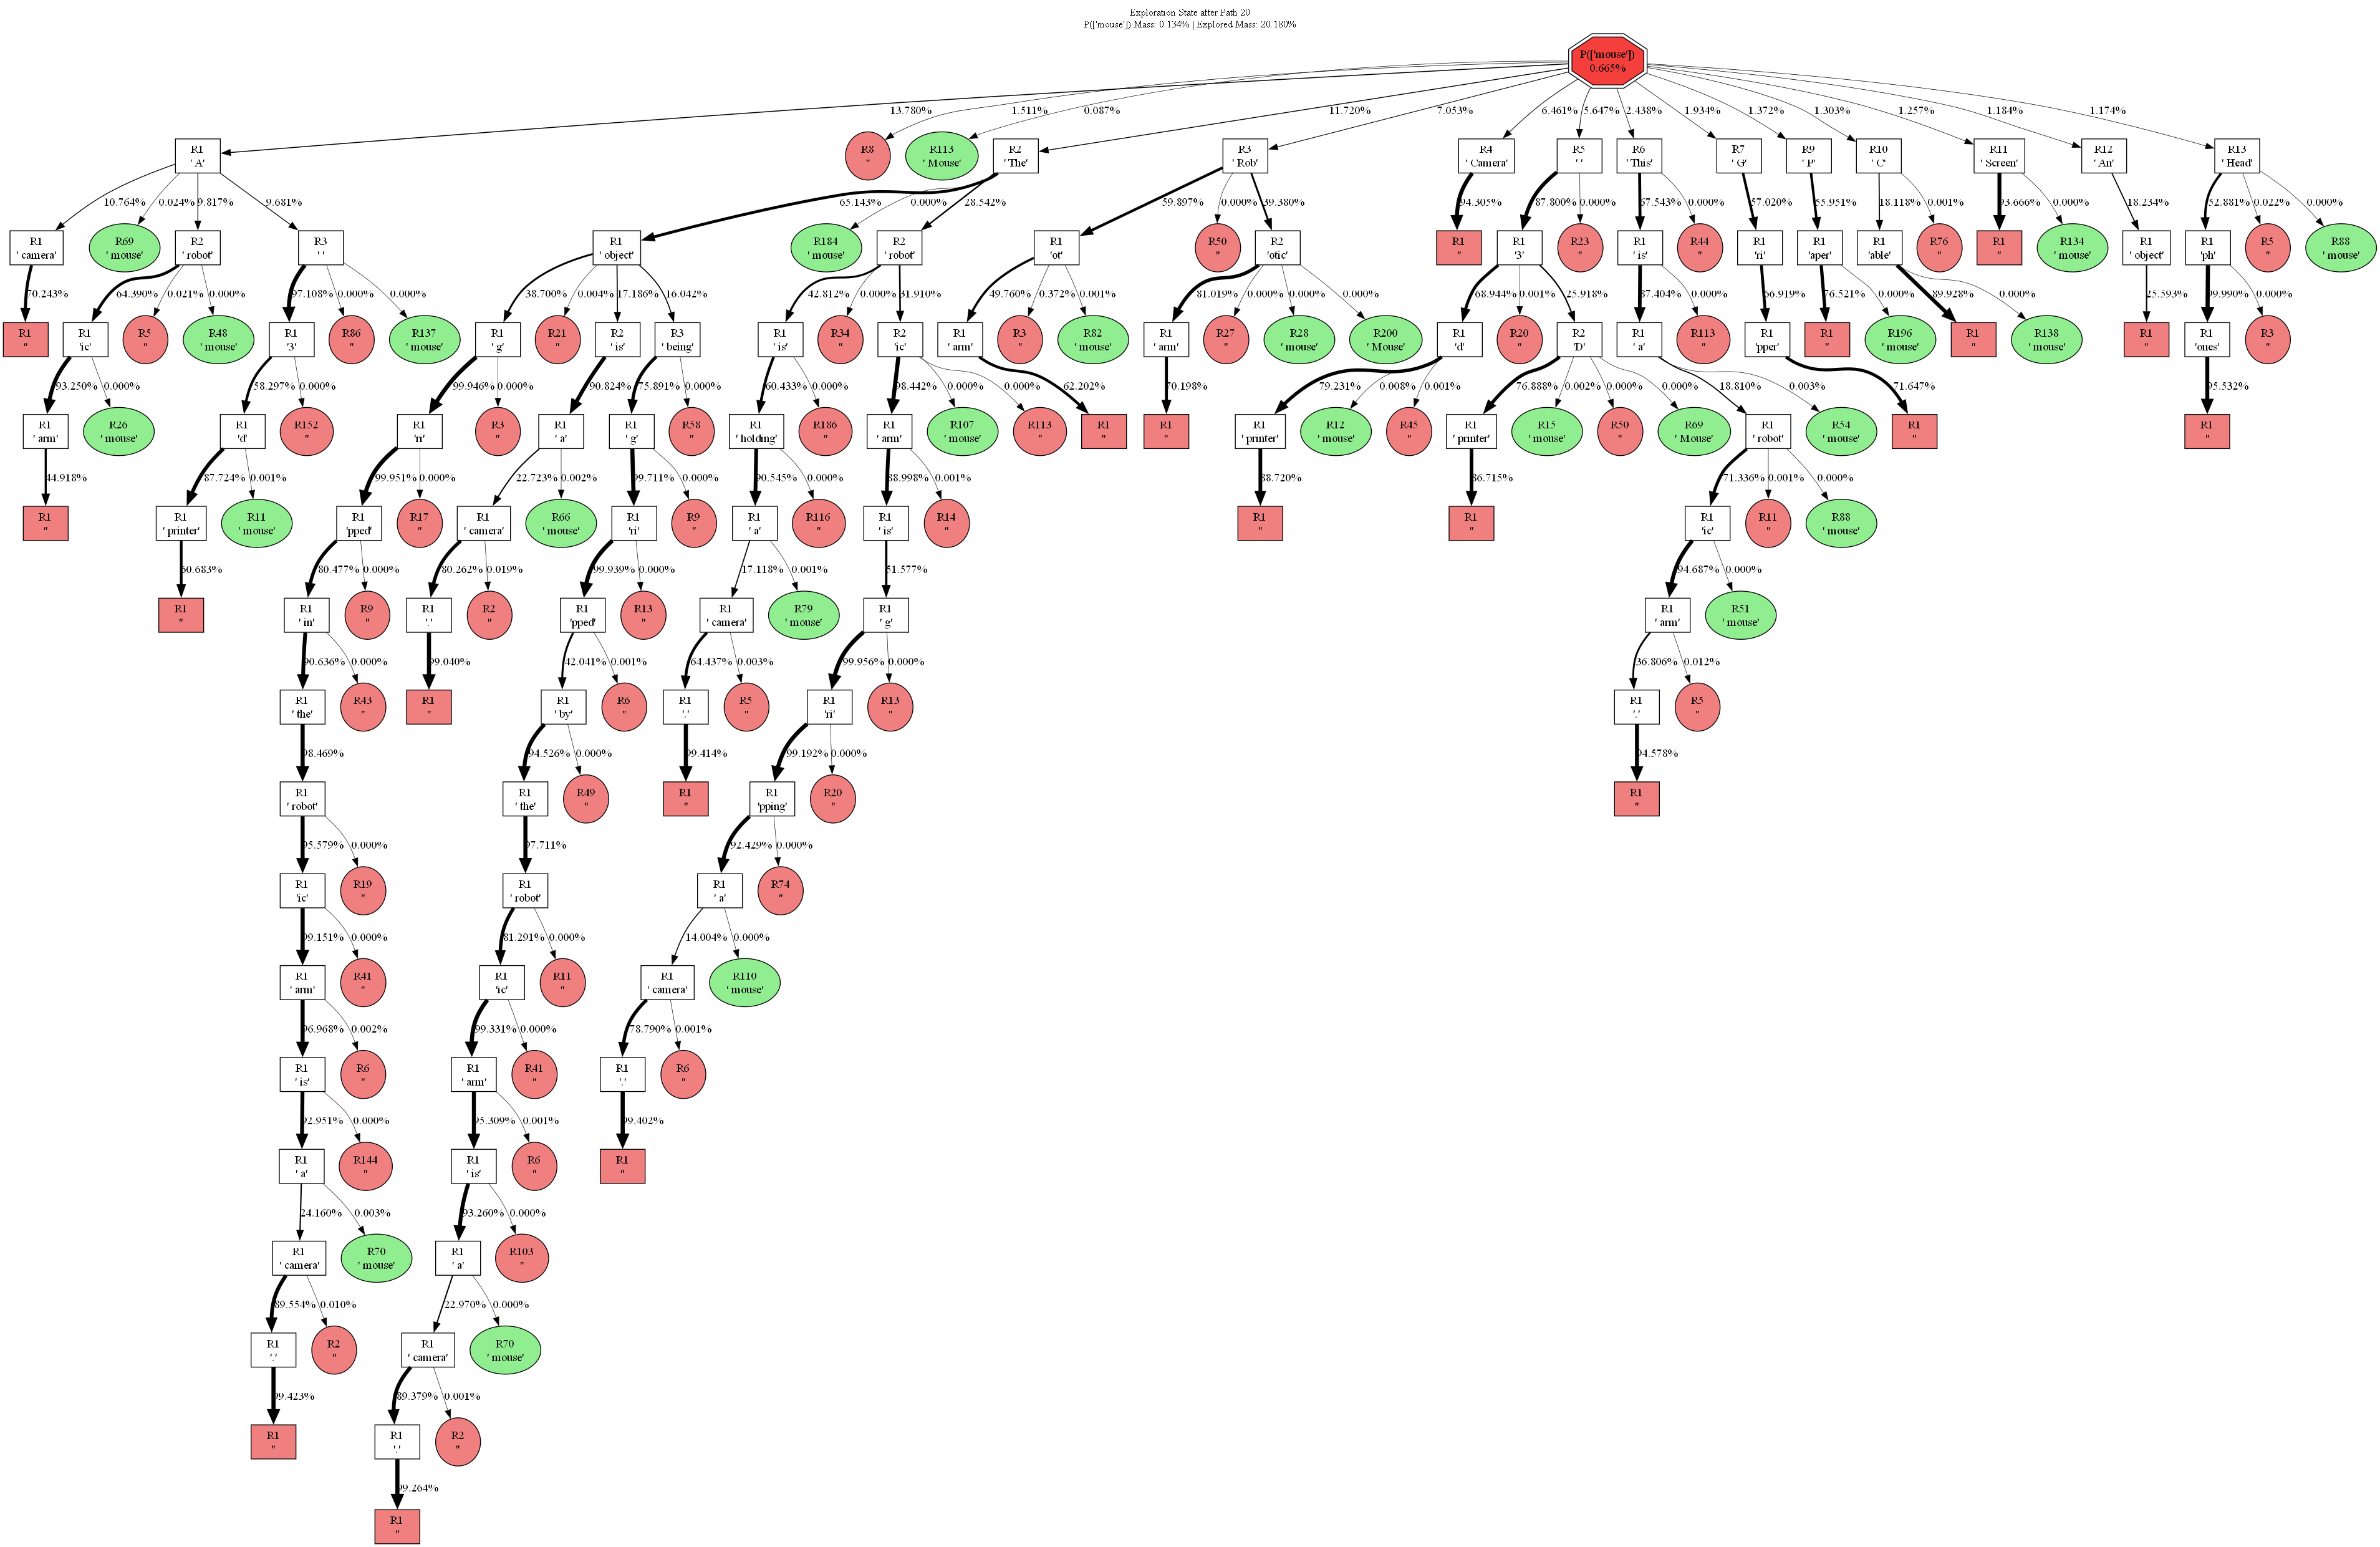 Exploration State after Path 20
P(['mouse']) Mass: 0.134% | Explored Mass: 20.180%
P(['mouse'])
0.665%
13.780% 1.511% 0.087% 11.720% 7.053% 6.461% 5.647% 2.438% 1.934% 1.372% 1.303% 1.257% 1.184% 1.174%
R1 R8 R113 R2 R3 R4 R5 R6 R7 R9 R10 R11 R12 R13
' A' '' ' Mouse' ' The' ' Rob' ' Camera' ' ' ' This' ' G' ' P' ' C' ' Screen' ' An' ' Head'
10.764% 0.024% 9.817% 9.681% 65.143% 0.000% 28.542% 59.897% 0.000% 39.380% 94.305% 87.800% 0.000% 67.543% 0.000% 57.020% 55.951% 18.118% 0.001% 93.666% 0.000% 18.234% 52.881% 0.022% 0.000%
R1 R69 R2 R3 R1 R184 R2 R1 R50 R2 R1 R1 R23 R1 R44 R1 R1 R1 R76 R1 R134 R1 R1 R5 R88
' camera' ' mouse' ' robot' ' ' ' object' ' mouse' ' robot' 'ot' '' 'otic' '' '3' '' ' is' '' 'ri' 'aper' 'able' '' '' ' mouse' ' object' 'ph' '' ' mouse'
70.243% 64.390% 0.021% 0.000% 97.108% 0.000% 0.000% 38.700% 0.004% 17.186% 16.042% 42.812% 0.000% 31.910% 49.760% 0.372% 0.001% 81.019% 0.000% 0.000% 0.000% 68.944% 0.001% 25.918% 87.404% 0.000% 66.919% 76.521% 0.000% 89.928% 0.000% 25.593% 99.990% 0.000%
R1 R1 R5 R48 R1 R86 R137 R1 R21 R2 R3 R1 R34 R2 R1 R3 R82 R1 R27 R28 R200 R1 R20 R2 R1 R113 R1 R1 R196 R1 R138 R1 R1 R3
'' 'ic' '' ' mouse' '3' '' ' mouse' ' g' '' ' is' ' being' ' is' '' 'ic' ' arm' '' ' mouse' ' arm' '' ' mouse' ' Mouse' 'd' '' 'D' ' a' '' 'pper' '' ' mouse' '' ' mouse' '' 'ones' ''
93.250% 0.000% 58.297% 0.000% 99.946% 0.000% 90.824% 75.891% 0.000% 60.433% 0.000% 98.442% 0.000% 0.000% 62.202% 70.198% 79.231% 0.008% 0.001% 76.888% 0.002% 0.000% 0.000% 18.810% 0.003% 71.647% 95.532%
R1 R26 R1 R152 R1 R3 R1 R1 R58 R1 R186 R1 R107 R113 R1 R1 R1 R12 R45 R1 R15 R50 R69 R1 R54 R1 R1
' arm' ' mouse' 'd' '' 'ri' '' ' a' ' g' '' ' holding' '' ' arm' ' mouse' '' '' '' ' printer' ' mouse' '' ' printer' ' mouse' '' ' Mouse' ' robot' ' mouse' '' ''
44.918% 87.724% 0.001% 99.951% 0.000% 22.723% 0.002% 99.711% 0.000% 90.545% 0.000% 88.998% 0.001% 88.720% 86.715% 71.336% 0.001% 0.000%
R1 R1 R11 R1 R17 R1 R66 R1 R9 R1 R116 R1 R14 R1 R1 R1 R11 R88
'' ' printer' ' mouse' 'pped' '' ' camera' ' mouse' 'ri' '' ' a' '' ' is' '' '' '' 'ic' '' ' mouse'
60.683% 80.477% 0.000% 80.262% 0.019% 99.939% 0.000% 17.118% 0.001% 51.577% 94.687% 0.000%
R1 R1 R9 R1 R2 R1 R13 R1 R79 R1 R1 R51
'' ' in' '' '.' '' 'pped' '' ' camera' ' mouse' ' g' ' arm' ' mouse'
90.636% 0.000% 99.040% 42.041% 0.001% 64.437% 0.003% 99.956% 0.000% 36.806% 0.012%
R1 R43 R1 R1 R6 R1 R5 R1 R13 R1 R5
' the' '' '' ' by' '' '.' '' 'ri' '' '.' ''
98.469% 94.526% 0.000% 99.414% 99.192% 0.000% 94.578%
R1 R1 R49 R1 R1 R20 R1
' robot' ' the' '' '' 'pping' '' ''
95.579% 0.000% 97.711% 92.429% 0.000%
R1 R19 R1 R1 R74
'ic' '' ' robot' ' a' ''
99.151% 0.000% 81.291% 0.000% 14.004% 0.000%
R1 R41 R1 R11 R1 R110
' arm' '' 'ic' '' ' camera' ' mouse'
96.968% 0.002% 99.331% 0.000% 78.790% 0.001%
R1 R6 R1 R41 R1 R6
' is' '' ' arm' '' '.' ''
92.951% 0.000% 95.309% 0.001% 99.402%
R1 R144 R1 R6 R1
' a' '' ' is' '' ''
24.160% 0.003% 93.260% 0.000%
R1 R70 R1 R103
' camera' ' mouse' ' a' ''
89.554% 0.010% 22.970% 0.000%
R1 R2 R1 R70
'.' '' ' camera' ' mouse'
99.423% 89.379% 0.001%
R1 R1 R2
'' '.' ''
99.264%
R1
''